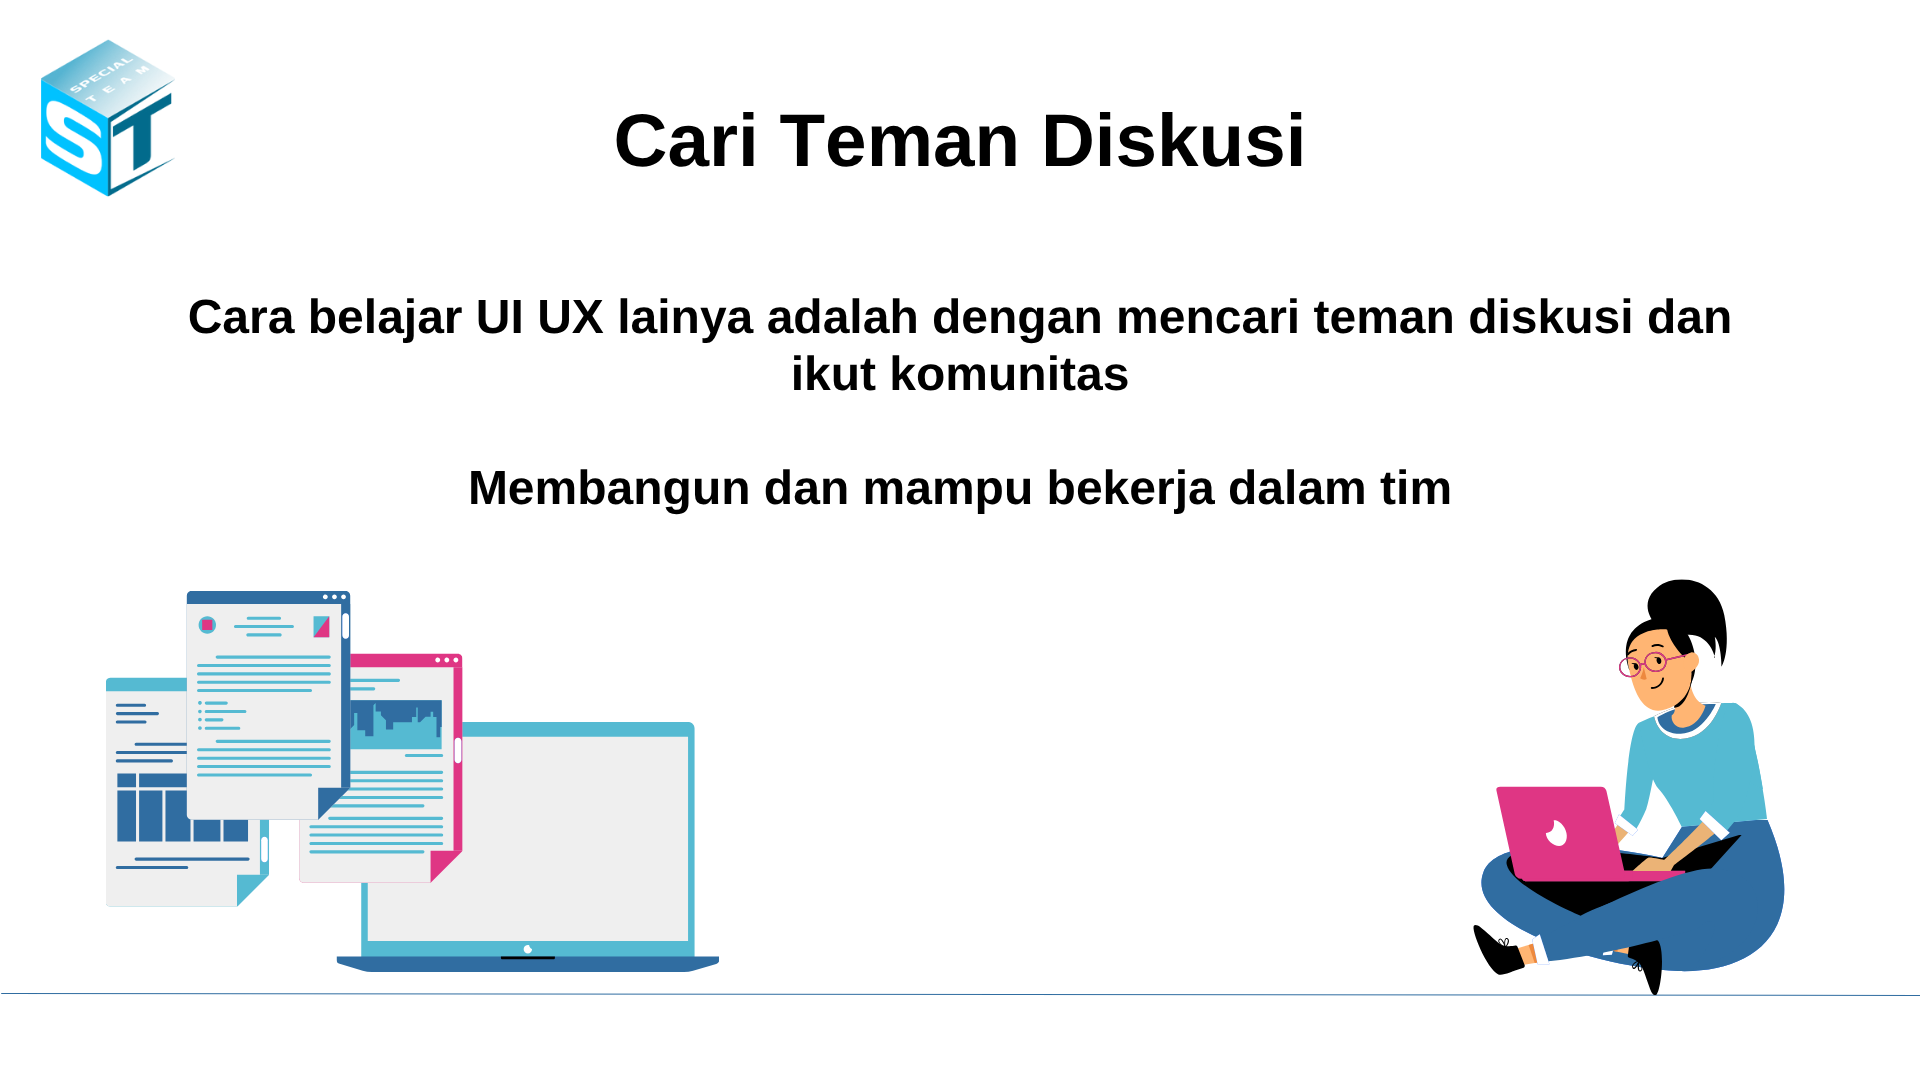 SPECIAL
TEAM
ST
Cari Teman Diskusi
Cara belajar UI UX lainya adalah dengan mencari teman diskusi dan
ikut komunitas
Membangun dan mampu bekerja dalam tim